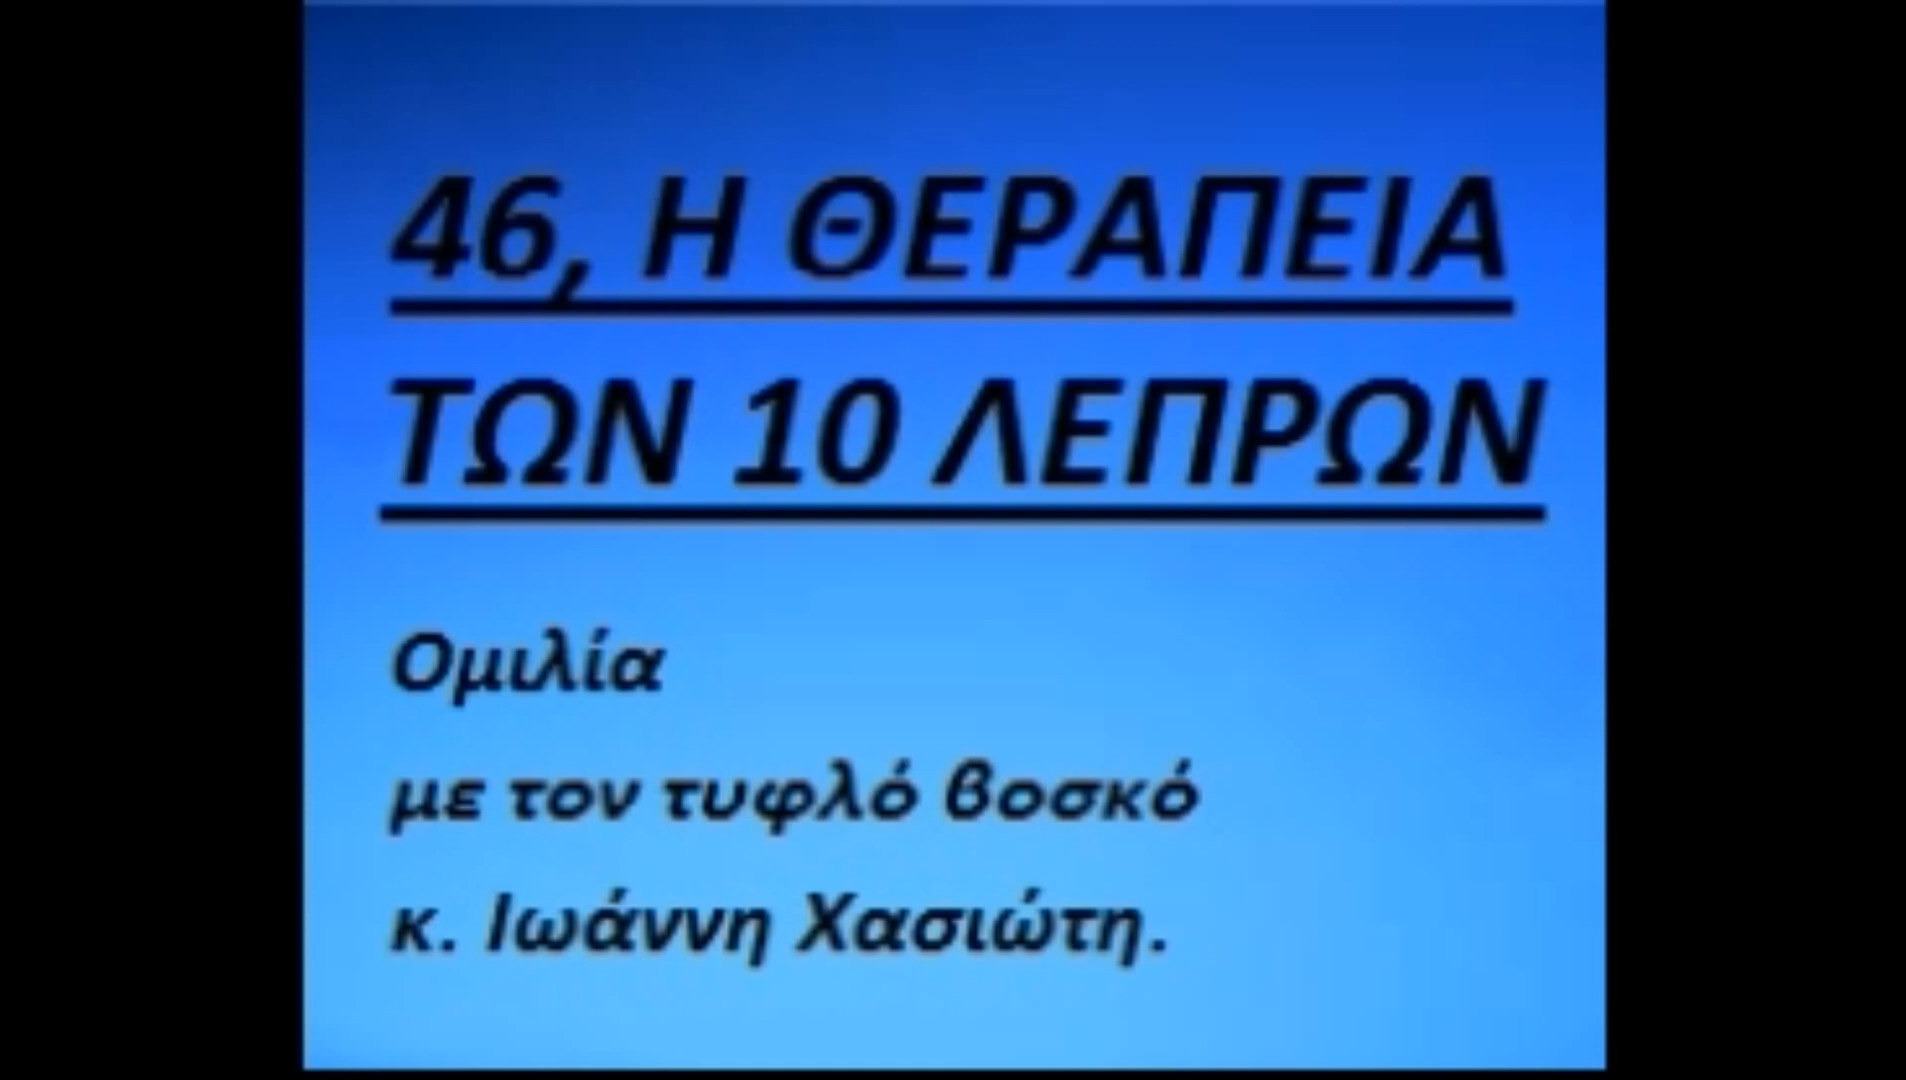 46, Η ΘΕΡΑΠΕΙΑ
ΤΩΝ 10 ΛΕΠΡΩΝ
Ομιλία
με τον τυφλό βοσκό
κ. Ιωάννη Χασιώτη.